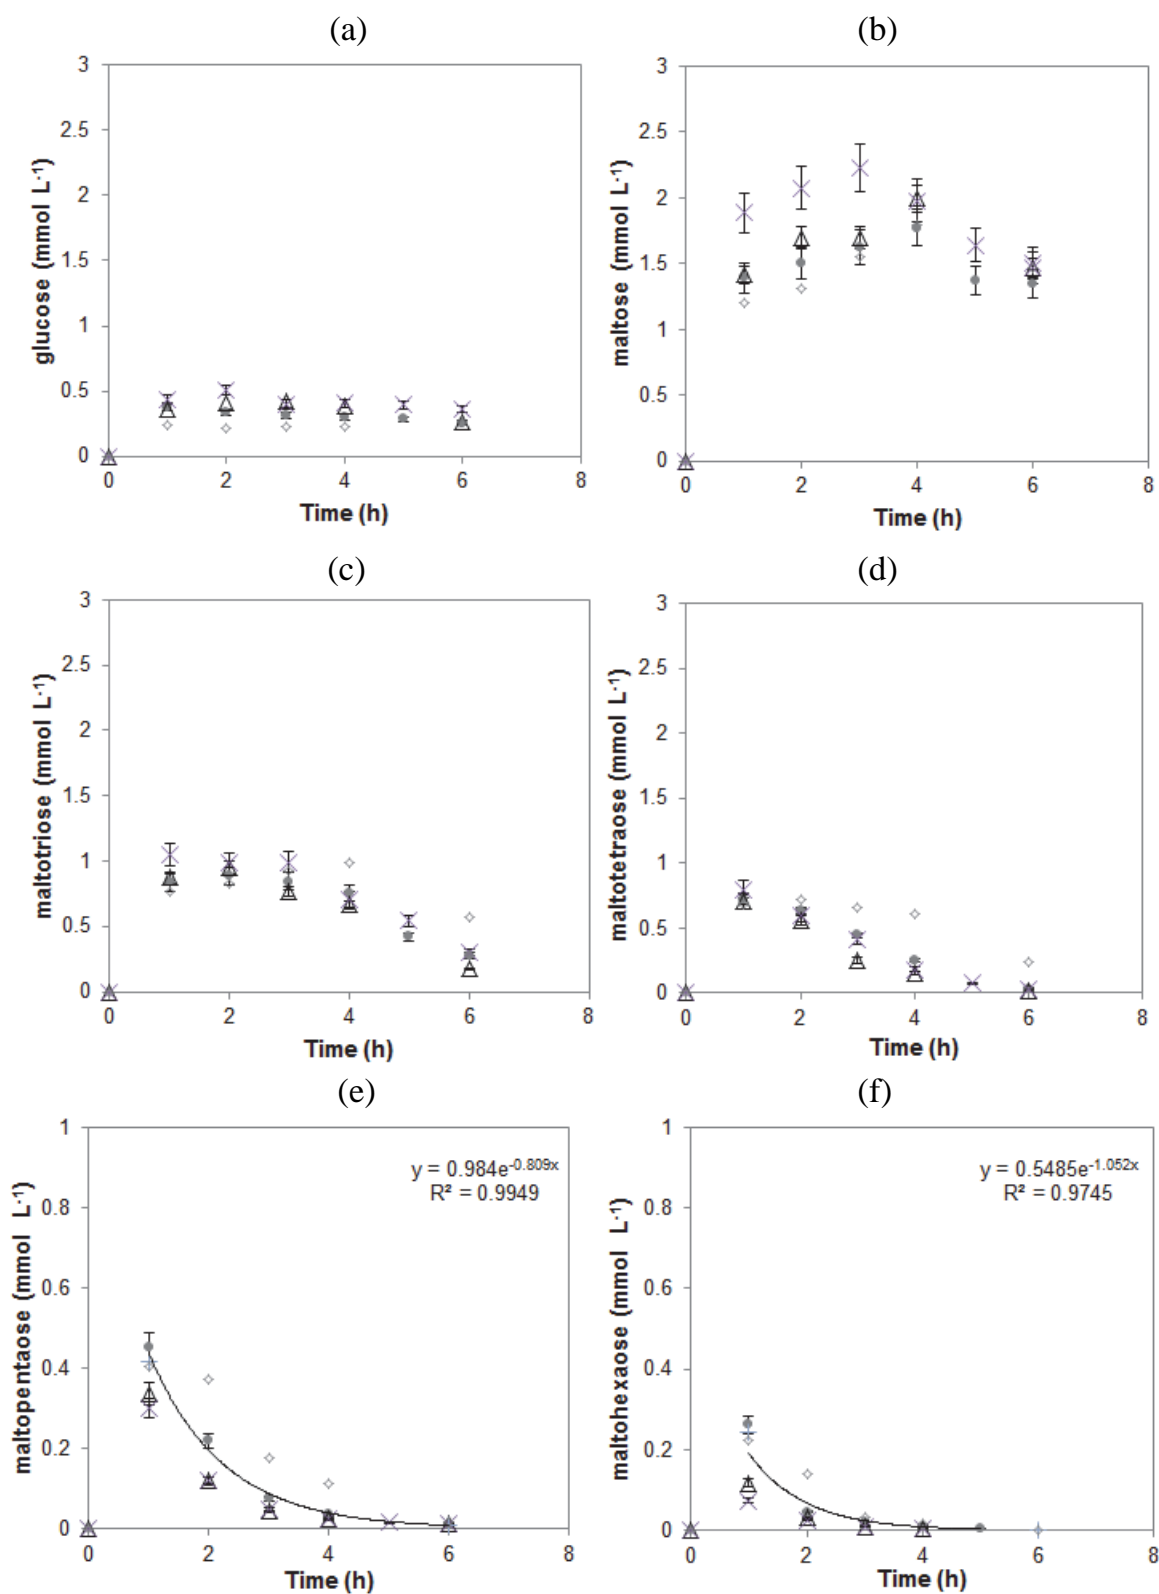 (a)
3
2.5
2
1.5
1
0.5
0
glucose (mmol L⁻¹)
0 2 4 6 8
Time (h)
(b)
3
2.5
2
1.5
1
0.5
0
maltose (mmol L⁻¹)
0 2 4 6 8
Time (h)
(c)
3
2.5
2
1.5
1
0.5
0
maltotriose (mmol L⁻¹)
0 2 4 6 8
Time (h)
(d)
3
2.5
2
1.5
1
0.5
0
maltotetraose (mmol L⁻¹)
0 2 4 6 8
Time (h)
(e)
1
0.8
0.6
0.4
0.2
0
maltopentaose (mmol L⁻¹)
y = 0.984e⁻⁰·⁸⁰⁹ˣ
R² = 0.9949
0 2 4 6 8
Time (h)
(f)
1
0.8
0.6
0.4
0.2
0
maltohexaose (mmol L⁻¹)
y = 0.5485e⁻¹·⁰⁵²ˣ
R² = 0.9745
0 2 4 6 8
Time (h)